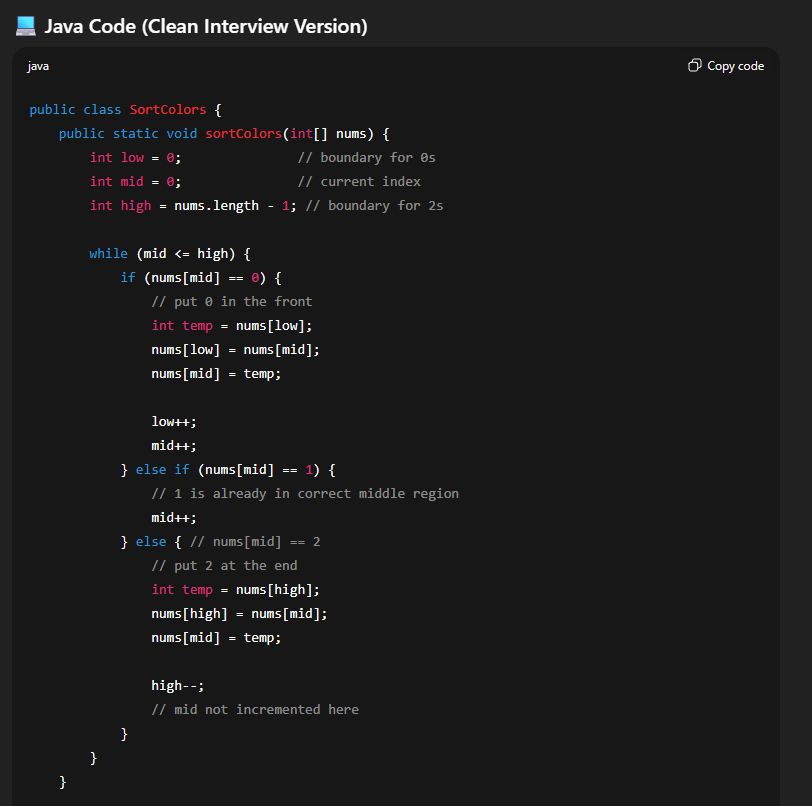 💻 Java Code (Clean Interview Version)
java
Copy code
public class SortColors {
    public static void sortColors(int[] nums) {
        int low = 0;               // boundary for 0s
        int mid = 0;               // current index
        int high = nums.length - 1; // boundary for 2s
        while (mid <= high) {
            if (nums[mid] == 0) {
                // put 0 in the front
                int temp = nums[low];
                nums[low] = nums[mid];
                nums[mid] = temp;
                low++;
                mid++;
            } else if (nums[mid] == 1) {
                // 1 is already in correct middle region
                mid++;
            } else { // nums[mid] == 2
                // put 2 at the end
                int temp = nums[high];
                nums[high] = nums[mid];
                nums[mid] = temp;
                high--;
                // mid not incremented here
            }
        }
    }